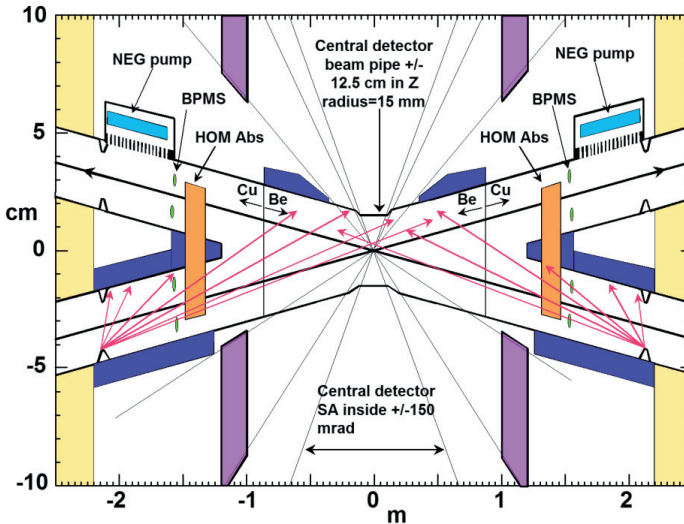 10
5
0
-5
-10
cm
NEG pump
BPMS
HOM Abs
Central detector
beam pipe +/-
12.5 cm in Z
radius=15 mm
NEG pump
BPMS
HOM Abs
Cu
Be
Be
Cu
Central detector
SA inside +/-150
mrad
-2
-1
0
1
2
m